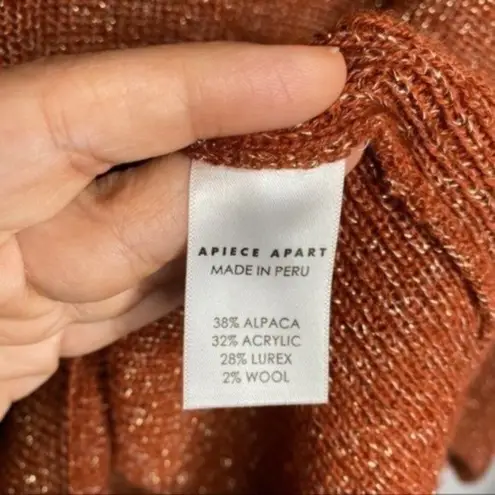 APIECE APART
MADE IN PERU
38% ALPACA
32% ACRYLIC
28% LUREX
2% WOOL